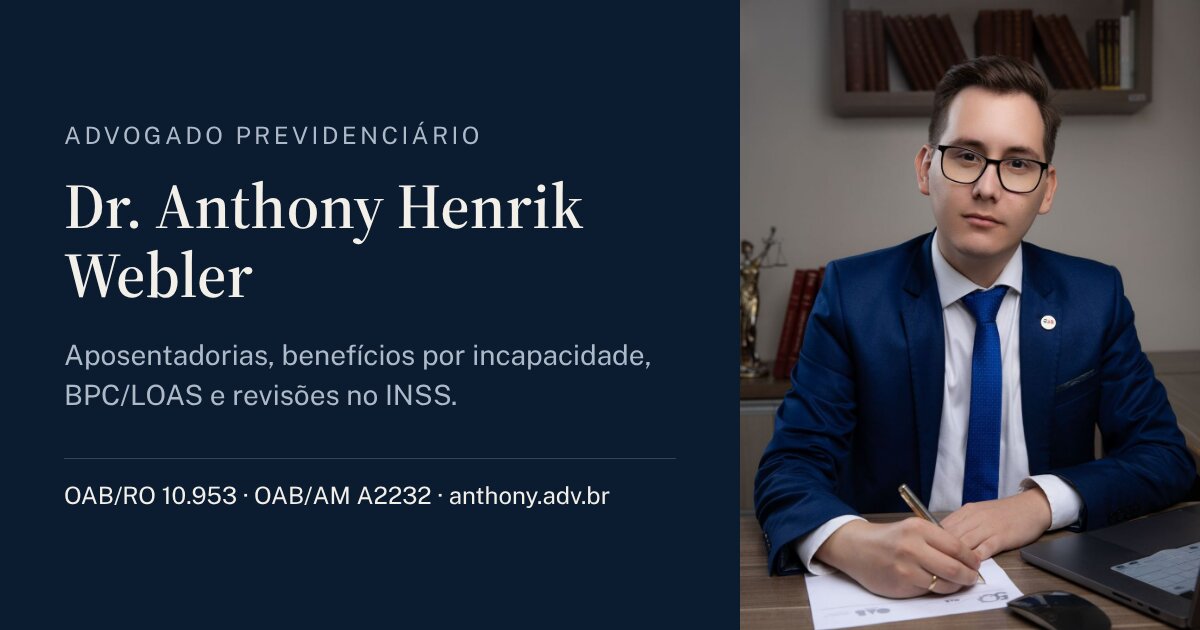 ADVOGADO PREVIDENCIÁRIO
Dr. Anthony Henrik
Webler
Aposentadorias, benefícios por incapacidade,
BPC/LOAS e revisões no INSS.
OAB/RO 10.953 · OAB/AM A2232 · anthony.adv.br